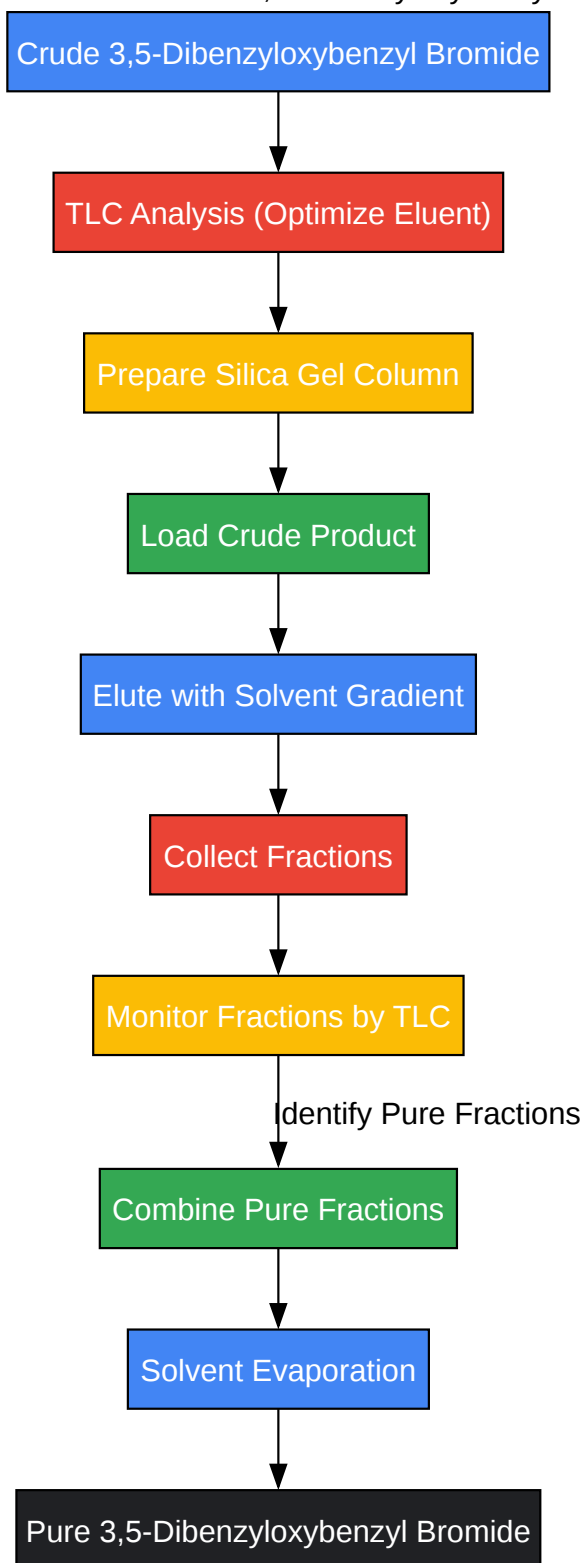 Crude 3,5-Dibenzyloxybenzyl Bromide
TLC Analysis (Optimize Eluent)
Prepare Silica Gel Column
Load Crude Product
Elute with Solvent Gradient
Collect Fractions
Monitor Fractions by TLC
Identify Pure Fractions
Combine Pure Fractions
Solvent Evaporation
Pure 3,5-Dibenzyloxybenzyl Bromide